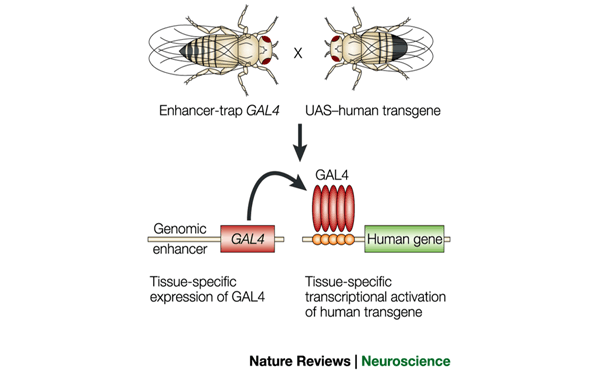 X
Enhancer-trap GAL4
UAS–human transgene
GAL4
Genomic
enhancer
GAL4
Human gene
Tissue-specific
expression of GAL4
Tissue-specific
transcriptional activation
of human transgene
Nature Reviews | Neuroscience